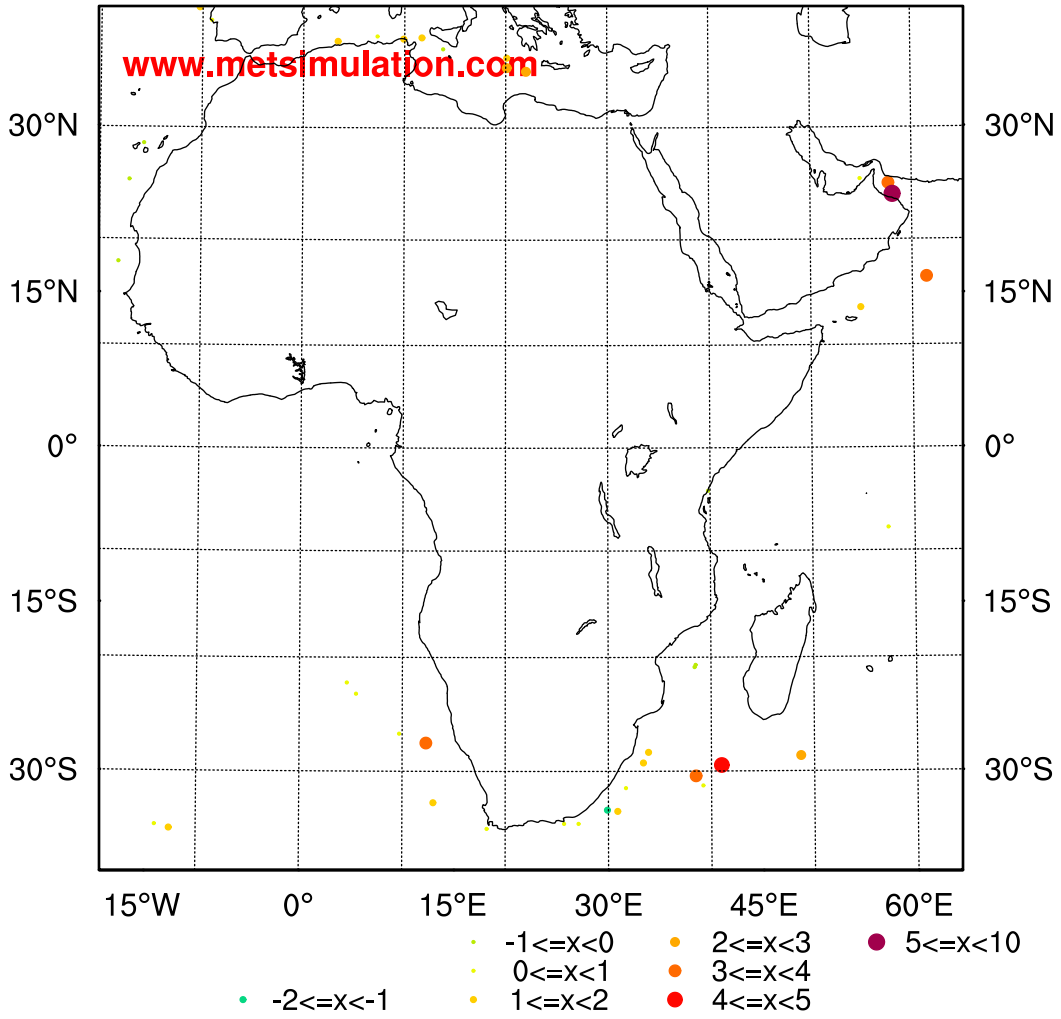 www.metsimulation.com
30°N 30°N
15°N 15°N
0° 0°
15°S 15°S
30°S 30°S
15°W 0° 15°E 30°E 45°E 60°E
-1<=x<0 2<=x<3 5<=x<10
0<=x<1 3<=x<4
-2<=x<-1 1<=x<2 4<=x<5